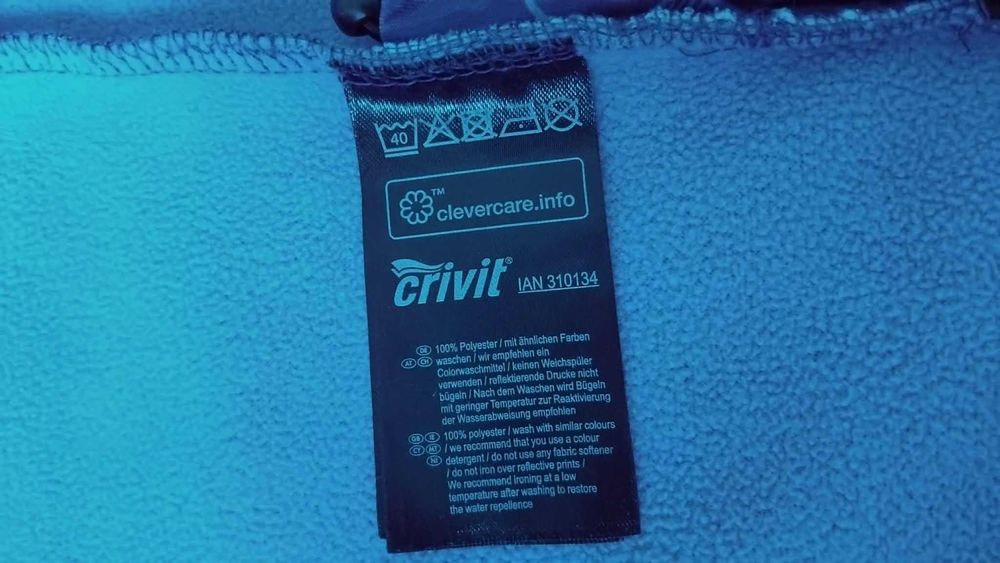 40
TM
clevercare.info
crivit® IAN 310134
DE 100% Polyester / mit ähnlichen Farben
AT CH waschen / wir empfehlen ein
Colorwaschmittel / keinen Weichspüler
verwenden / reflektierende Drucke nicht
bügeln / Nach dem Waschen wird Bügeln
mit geringer Temperatur zur Reaktivierung
der Wasserabweisung empfohlen
GB IE 100% polyester / wash with similar colours
CY MT / we recommend that you use a colour
NI detergent / do not use any fabric softener
/ do not iron over reflective prints /
We recommend ironing at a low
temperature after washing to restore
the water repellence